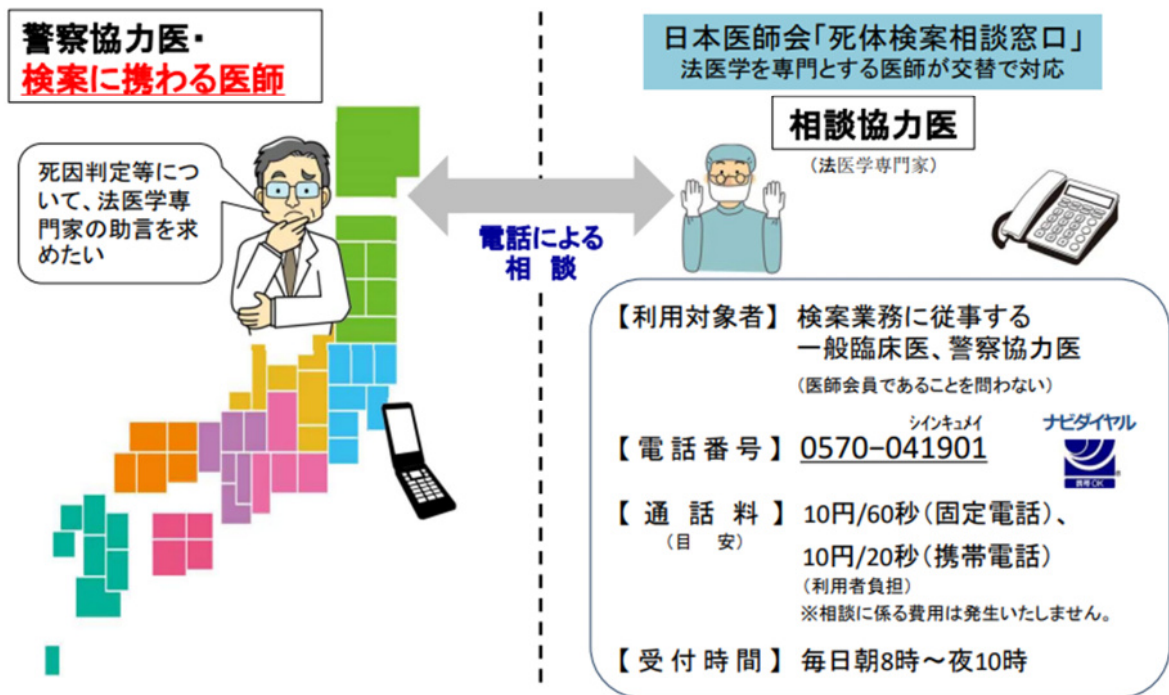 警察協力医・
検案に携わる医師
死因判定等につ
いて、法医学専
門家の助言を求
めたい
電話による
相 談
日本医師会「死体検案相談窓口」
法医学を専門とする医師が交替で対応
相談協力医
(法医学専門家)
【利用対象者】 検案業務に従事する
一般臨床医、警察協力医
(医師会員であることを問わない)
シインキュメイ
【電話番号】 0570-041901
ナビダイヤル
携帯OK
【 通 話 料 】 10円/60秒(固定電話)、
(目 安)
10円/20秒(携帯電話)
(利用者負担)
※相談に係る費用は発生いたしません。
【 受付時間 】 毎日朝8時～夜10時